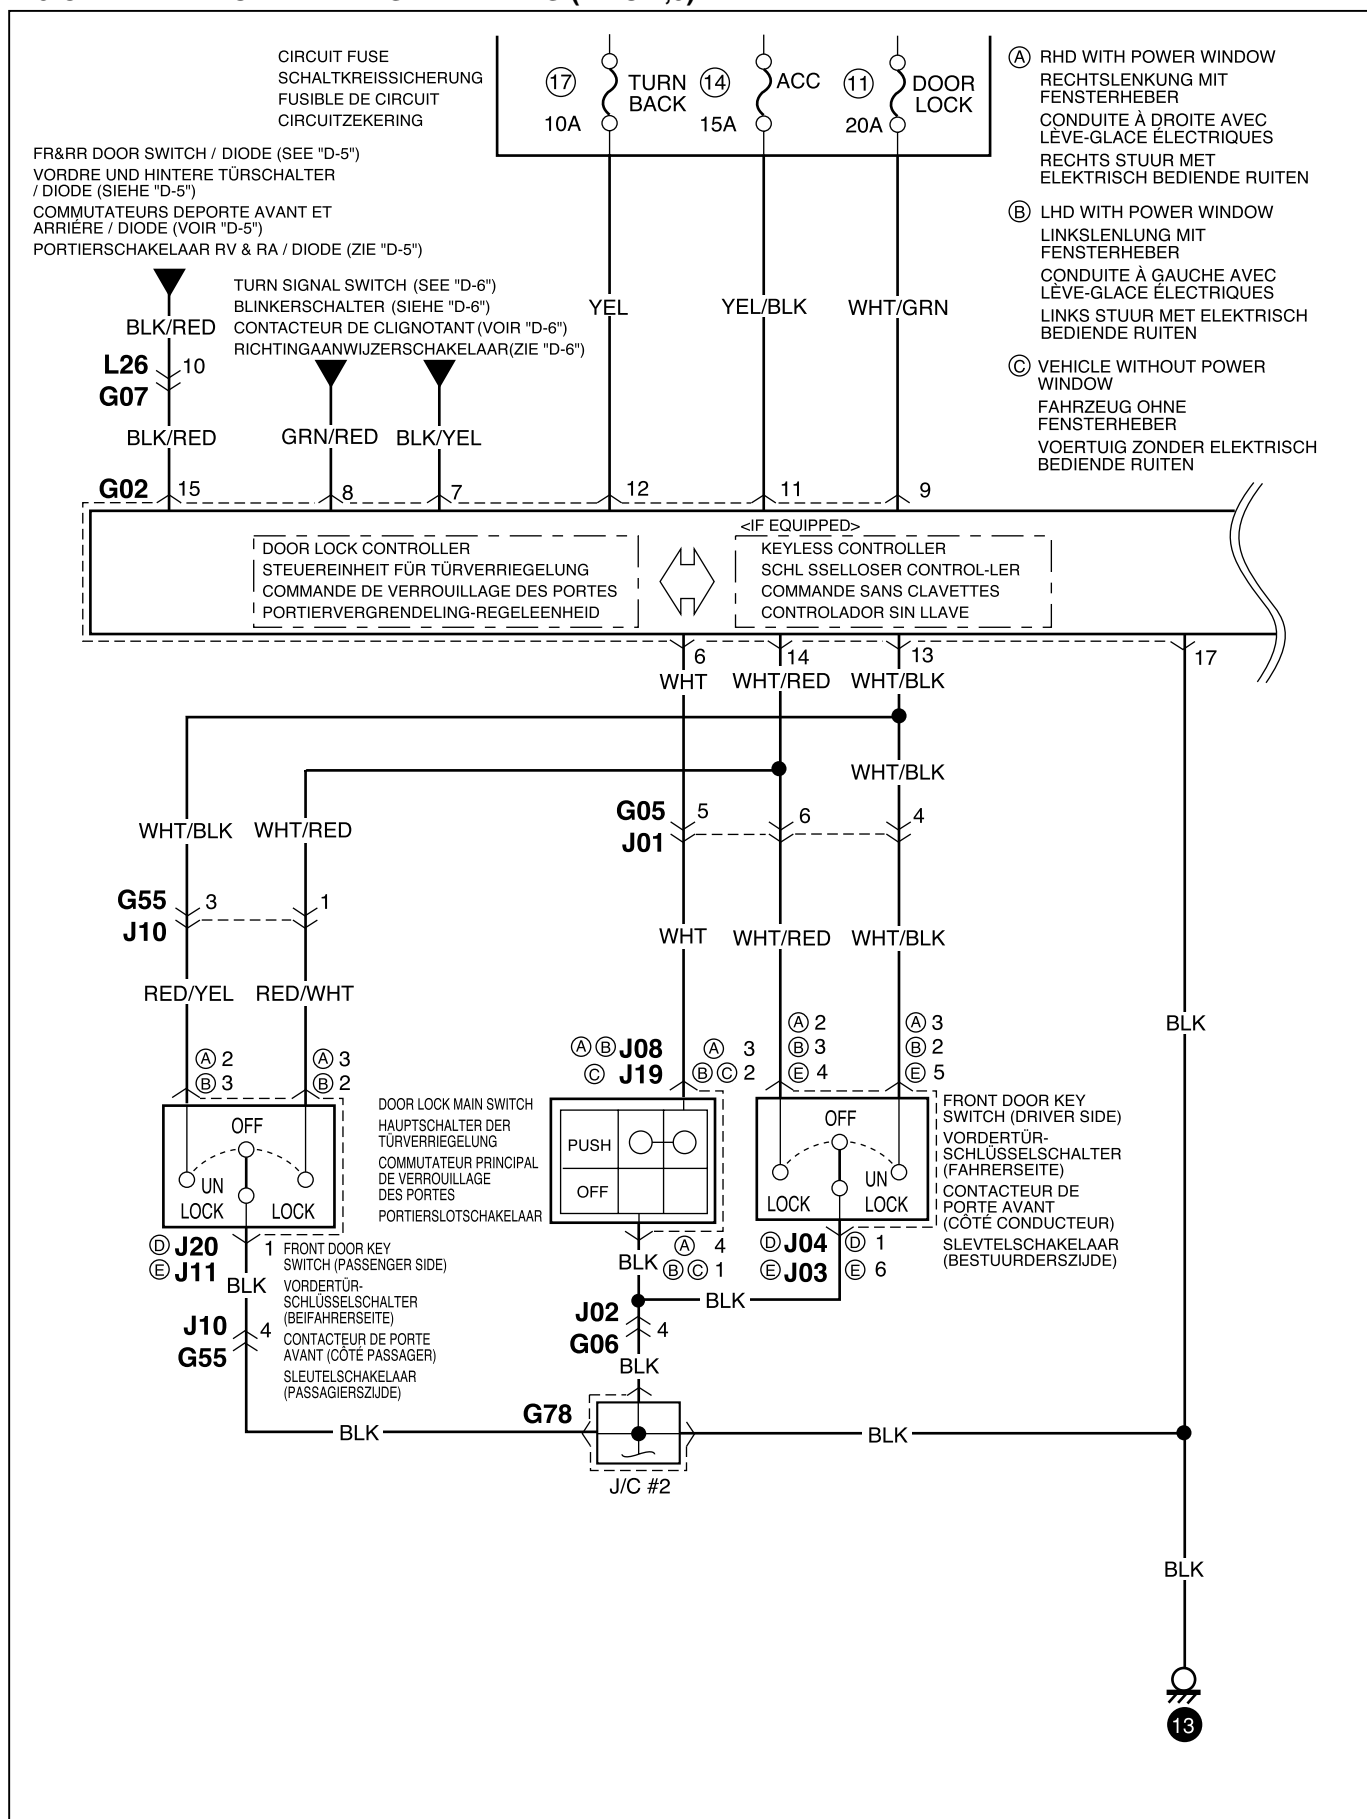 CIRCUIT FUSE
SCHALTKREISSICHERUNG
FUSIBLE DE CIRCUIT
CIRCUITZEKERING
17 TURN BACK 10A
14 ACC 15A
11 DOOR LOCK 20A
A RHD WITH POWER WINDOW
RECHTSLENKUNG MIT
FENSTERHEBER
CONDUITE À DROITE AVEC
LÈVE-GLACE ÉLECTRIQUES
RECHTS STUUR MET
ELEKTRISCH BEDIENDE RUITEN
B LHD WITH POWER WINDOW
LINKSLENLUNG MIT
FENSTERHEBER
CONDUITE À GAUCHE AVEC
LÈVE-GLACE ÉLECTRIQUES
LINKS STUUR MET ELEKTRISCH
BEDIENDE RUITEN
C VEHICLE WITHOUT POWER
WINDOW
FAHRZEUG OHNE
FENSTERHEBER
VOERTUIG ZONDER ELEKTRISCH
BEDIENDE RUITEN
FR&RR DOOR SWITCH / DIODE (SEE "D-5")
VORDRE UND HINTERE TÜRSCHALTER
/ DIODE (SIEHE "D-5")
COMMUTATEURS DEPORTE AVANT ET
ARRIÉRE / DIODE (VOIR "D-5")
PORTIERSCHAKELAAR RV & RA / DIODE (ZIE "D-5")
TURN SIGNAL SWITCH (SEE "D-6")
BLINKERSCHALTER (SIEHE "D-6")
CONTACTEUR DE CLIGNOTANT (VOIR "D-6")
RICHTINGAANWIJZERSCHAKELAAR(ZIE "D-6")
BLK/RED YEL YEL/BLK WHT/GRN
L26 10
G07
BLK/RED GRN/RED BLK/YEL
G02 15 8 7 12 11 9
<IF EQUIPPED>
DOOR LOCK CONTROLLER
STEUEREINHEIT FÜR TÜRVERRIEGELUNG
COMMANDE DE VERROUILLAGE DES PORTES
PORTIERVERGRENDELING-REGELEENHEID
KEYLESS CONTROLLER
SCHL SSELLOSER CONTROL-LER
COMMANDE SANS CLAVETTES
CONTROLADOR SIN LLAVE
6 14 13 17
WHT WHT/RED WHT/BLK
WHT/BLK
G05 5 6 4
J01
WHT/BLK WHT/RED
G55 3 1
J10
WHT WHT/RED WHT/BLK
RED/YEL RED/WHT
BLK
A 2 A 3
B 3 B 2
A B J08 A 3
C J19 B C 2
A 2 A 3
B 3 B 2
E 4 E 5
OFF
UN
LOCK LOCK
DOOR LOCK MAIN SWITCH
HAUPTSCHALTER DER
TÜRVERRIEGELUNG
COMMUTATEUR PRINCIPAL
DE VERROUILLAGE
DES PORTES
PORTIERSLOTSCHAKELAAR
PUSH
OFF
OFF
UN
LOCK LOCK
FRONT DOOR KEY
SWITCH (DRIVER SIDE)
VORDERTÜR-
SCHLÜSSELSCHALTER
(FAHRERSEITE)
CONTACTEUR DE
PORTE AVANT
(CÔTÉ CONDUCTEUR)
SLEVTELSCHAKELAAR
(BESTUURDERSZIJDE)
D J20 1
E J11
BLK
FRONT DOOR KEY
SWITCH (PASSENGER SIDE)
VORDERTÜR-
SCHLÜSSELSCHALTER
(BEIFAHRERSEITE)
CONTACTEUR DE PORTE
AVANT (CÔTÉ PASSAGER)
SLEUTELSCHAKELAAR
(PASSAGIERSZIJDE)
BLK A 4
B C 1
D J04 D 1
E J03 E 6
BLK
J10 4
G55
J02 4
G06
BLK
G78
BLK BLK
J/C #2
BLK
13